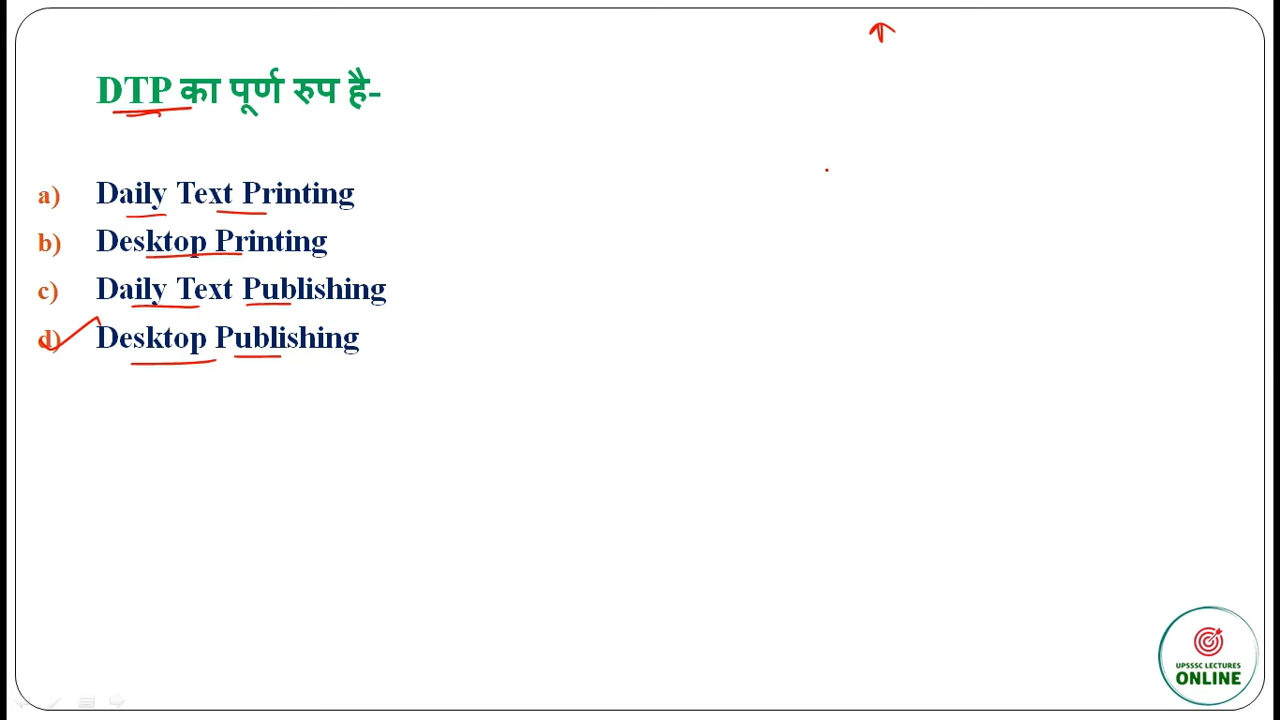 DTP का पूर्ण रुप है-
a) Daily Text Printing
b) Desktop Printing
c) Daily Text Publishing
d) Desktop Publishing
UPSSSC LECTURES
ONLINE